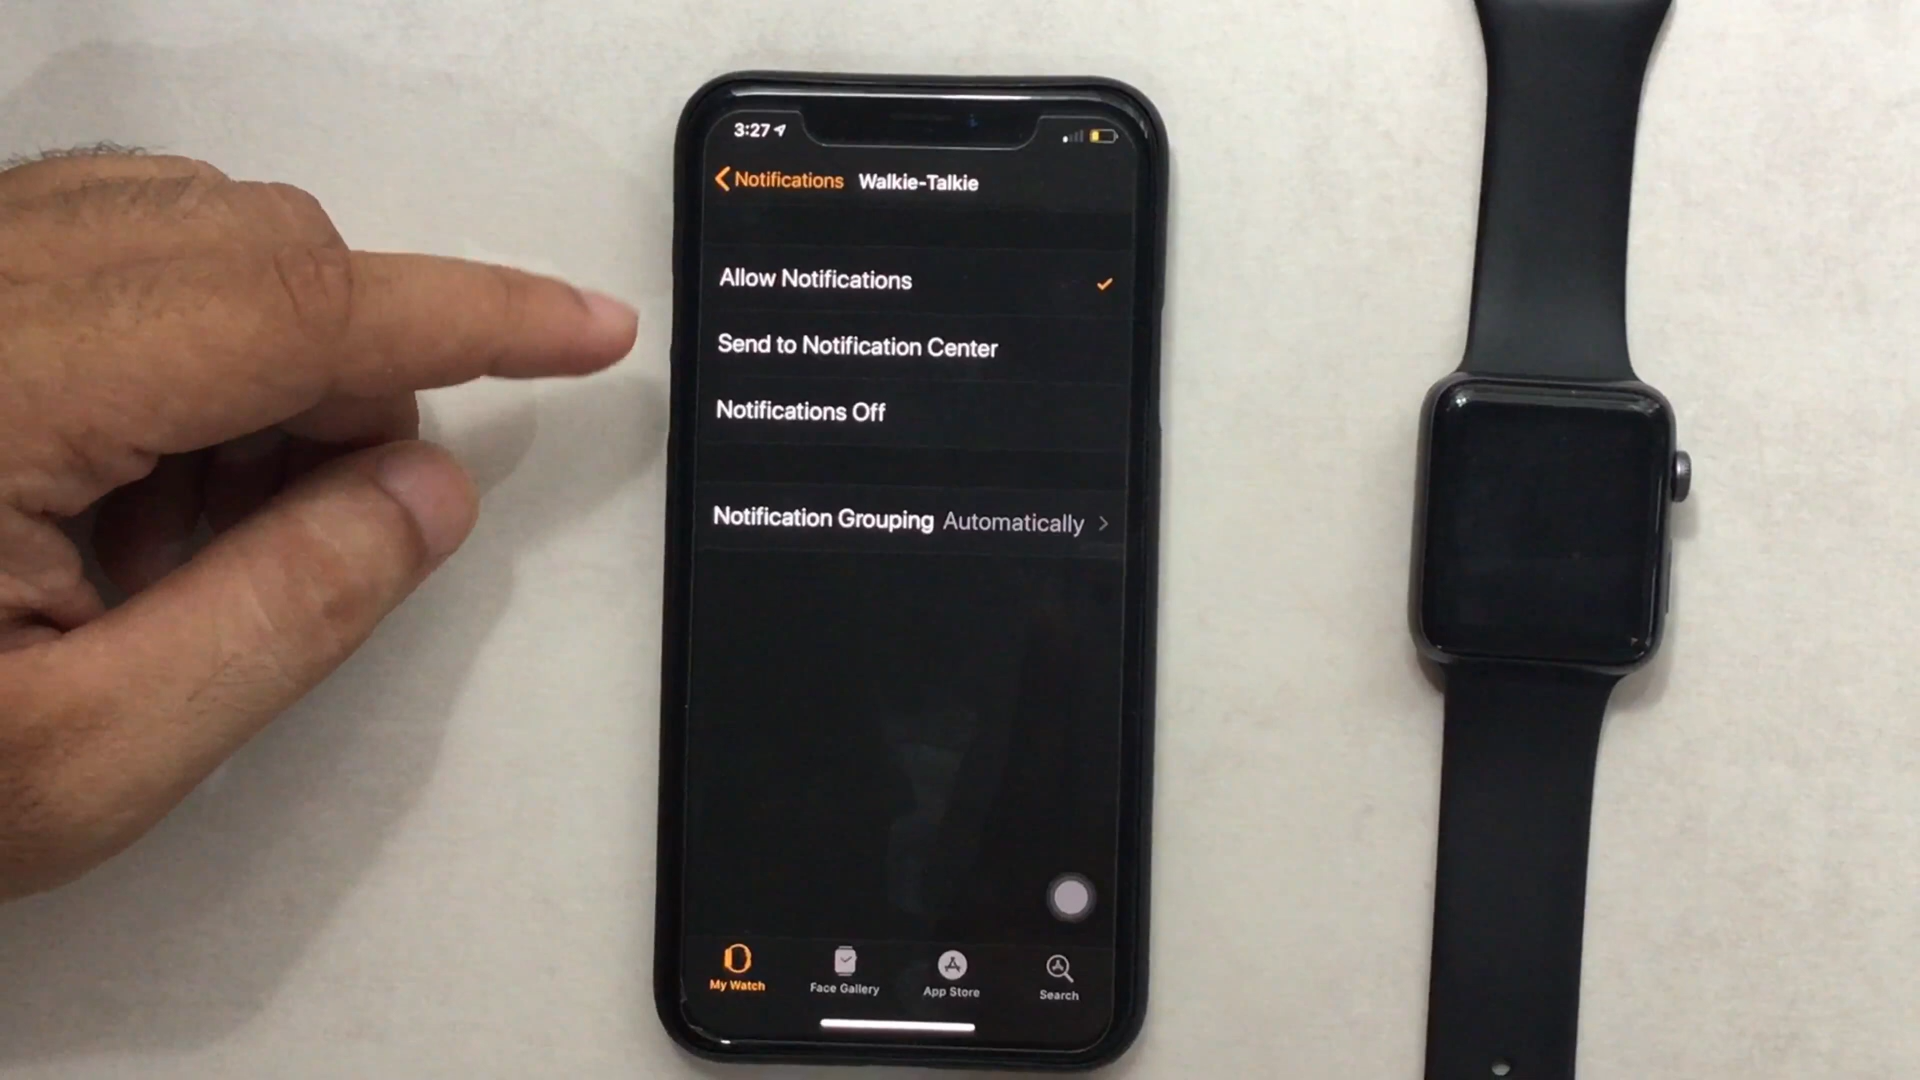 3:27
Notifications Walkie-Talkie
Allow Notifications
Send to Notification Center
Notifications Off
Notification Grouping Automatically
My Watch Face Gallery App Store Search